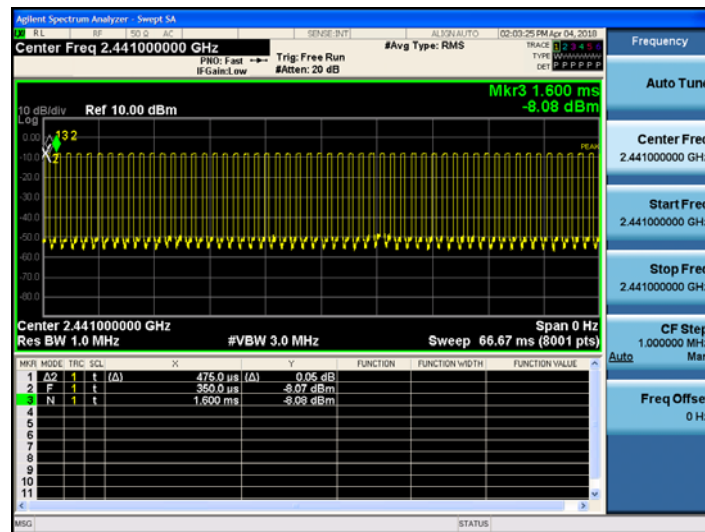 Agilent Spectrum Analyzer - Swept SA
RL RF 50 Ω AC SENSE:INT ALIGN AUTO 02:03:25 PM Apr 04, 2018
Center Freq 2.441000000 GHz #Avg Type: RMS TRACE 1 2 3 4 5 6
PNO: Fast Trig: Free Run TYPE
IFGain:Low #Atten: 20 dB DET P P P P P P
Mkr3 1.600 ms
10 dB/div Ref 10.00 dBm -8.08 dBm
Log
0.00
-10.0
-20.0
-30.0
-40.0
-50.0
-60.0
-70.0
-80.0
1 3 2
2
PEAK
Center 2.441000000 GHz Span 0 Hz
Res BW 1.0 MHz #VBW 3.0 MHz Sweep 66.67 ms (8001 pts)
MKR MODE TRC SCL X Y FUNCTION FUNCTION WIDTH FUNCTION VALUE
1 Δ2 1 t (Δ) 475.0 µs (Δ) 0.05 dB
2 F 1 t 350.0 µs -8.07 dBm
3 N 1 t 1.600 ms -8.08 dBm
4
5
6
7
8
9
10
11
MSG STATUS
Frequency
Auto Tune
Center Freq
2.441000000 GHz
Start Freq
2.441000000 GHz
Stop Freq
2.441000000 GHz
CF Step
1.000000 MHz
Auto Man
Freq Offset
0 Hz